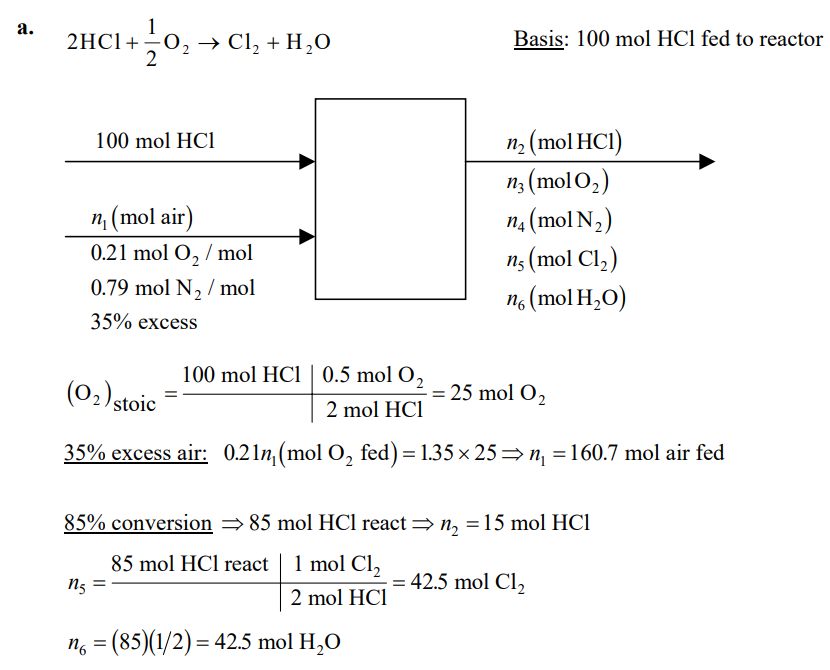 a.
2HCl + 1/2 O₂ → Cl₂ + H₂O
Basis: 100 mol HCl fed to reactor
100 mol HCl
n₁ (mol air)
0.21 mol O₂ / mol
0.79 mol N₂ / mol
35% excess
n₂ (mol HCl)
n₃ (mol O₂)
n₄ (mol N₂)
n₅ (mol Cl₂)
n₆ (mol H₂O)
(O₂)stoic = 100 mol HCl | 0.5 mol O₂ / 2 mol HCl = 25 mol O₂
35% excess air: 0.21n₁(mol O₂ fed) = 1.35 × 25 ⇒ n₁ = 160.7 mol air fed
85% conversion ⇒ 85 mol HCl react ⇒ n₂ = 15 mol HCl
n₅ = 85 mol HCl react | 1 mol Cl₂ / 2 mol HCl = 42.5 mol Cl₂
n₆ = (85)(1/2) = 42.5 mol H₂O